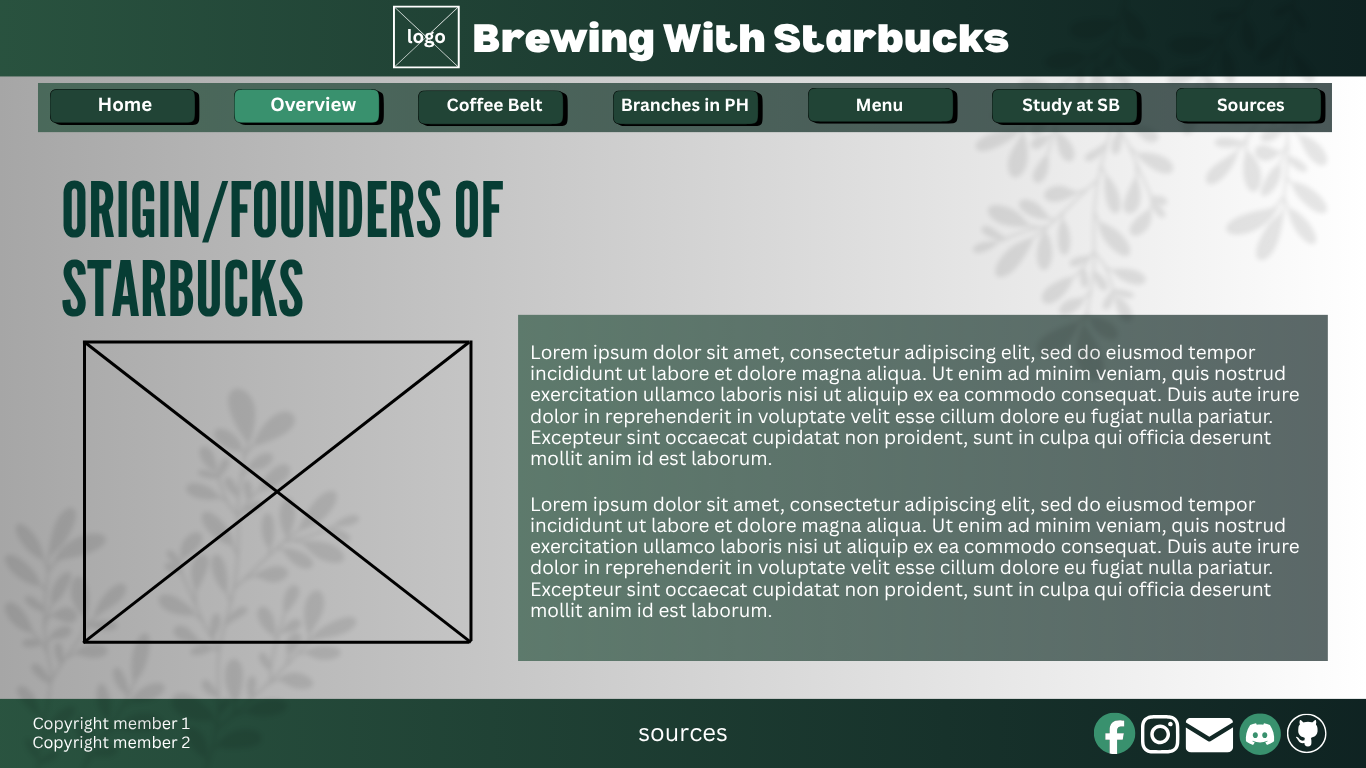 logo
Brewing With Starbucks
Home
Overview
Coffee Belt
Branches in PH
Menu
Study at SB
Sources
ORIGIN/FOUNDERS OF
STARBUCKS
Lorem ipsum dolor sit amet, consectetur adipiscing elit, sed do eiusmod tempor
incididunt ut labore et dolore magna aliqua. Ut enim ad minim veniam, quis nostrud
exercitation ullamco laboris nisi ut aliquip ex ea commodo consequat. Duis aute irure
dolor in reprehenderit in voluptate velit esse cillum dolore eu fugiat nulla pariatur.
Excepteur sint occaecat cupidatat non proident, sunt in culpa qui officia deserunt
mollit anim id est laborum.
Lorem ipsum dolor sit amet, consectetur adipiscing elit, sed do eiusmod tempor
incididunt ut labore et dolore magna aliqua. Ut enim ad minim veniam, quis nostrud
exercitation ullamco laboris nisi ut aliquip ex ea commodo consequat. Duis aute irure
dolor in reprehenderit in voluptate velit esse cillum dolore eu fugiat nulla pariatur.
Excepteur sint occaecat cupidatat non proident, sunt in culpa qui officia deserunt
mollit anim id est laborum.
Copyright member 1
Copyright member 2
sources